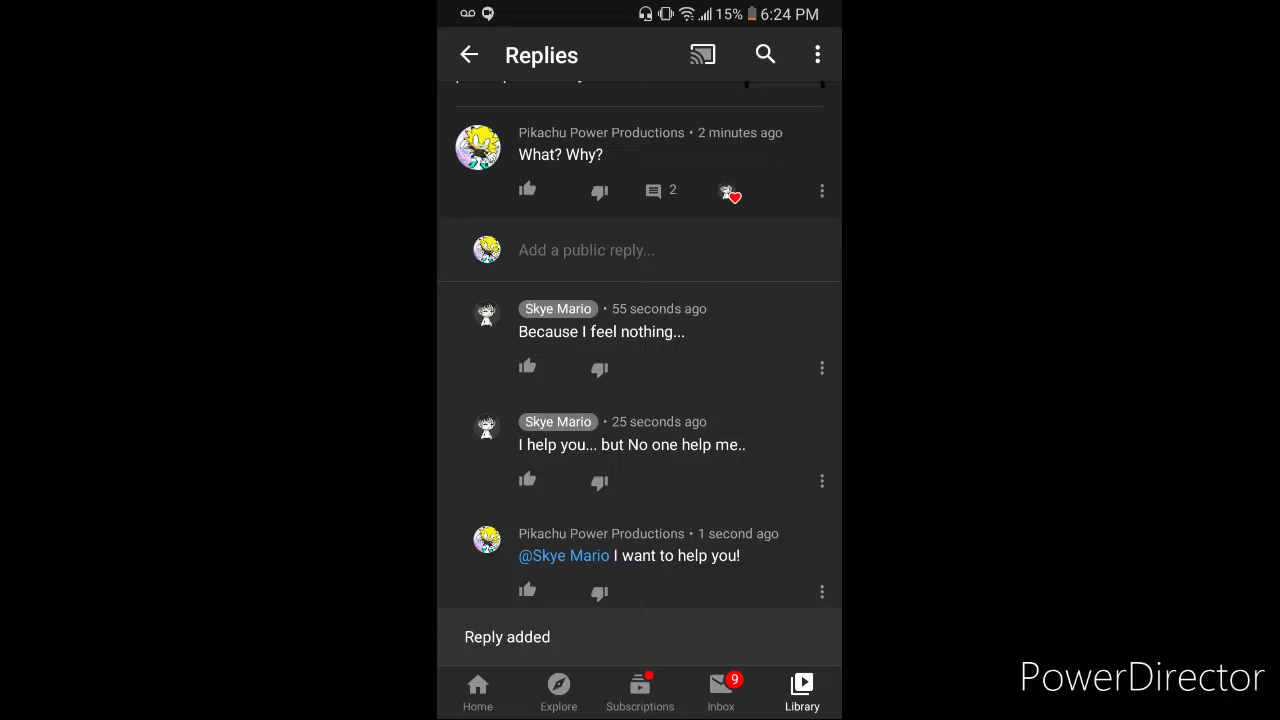 15% 6:24 PM
Replies
Pikachu Power Productions • 2 minutes ago
What? Why?
2
Add a public reply...
Skye Mario • 55 seconds ago
Because I feel nothing...
Skye Mario • 25 seconds ago
I help you... but No one help me..
Pikachu Power Productions • 1 second ago
@Skye Mario I want to help you!
Reply added
9
Home Explore Subscriptions Inbox Library
PowerDirector